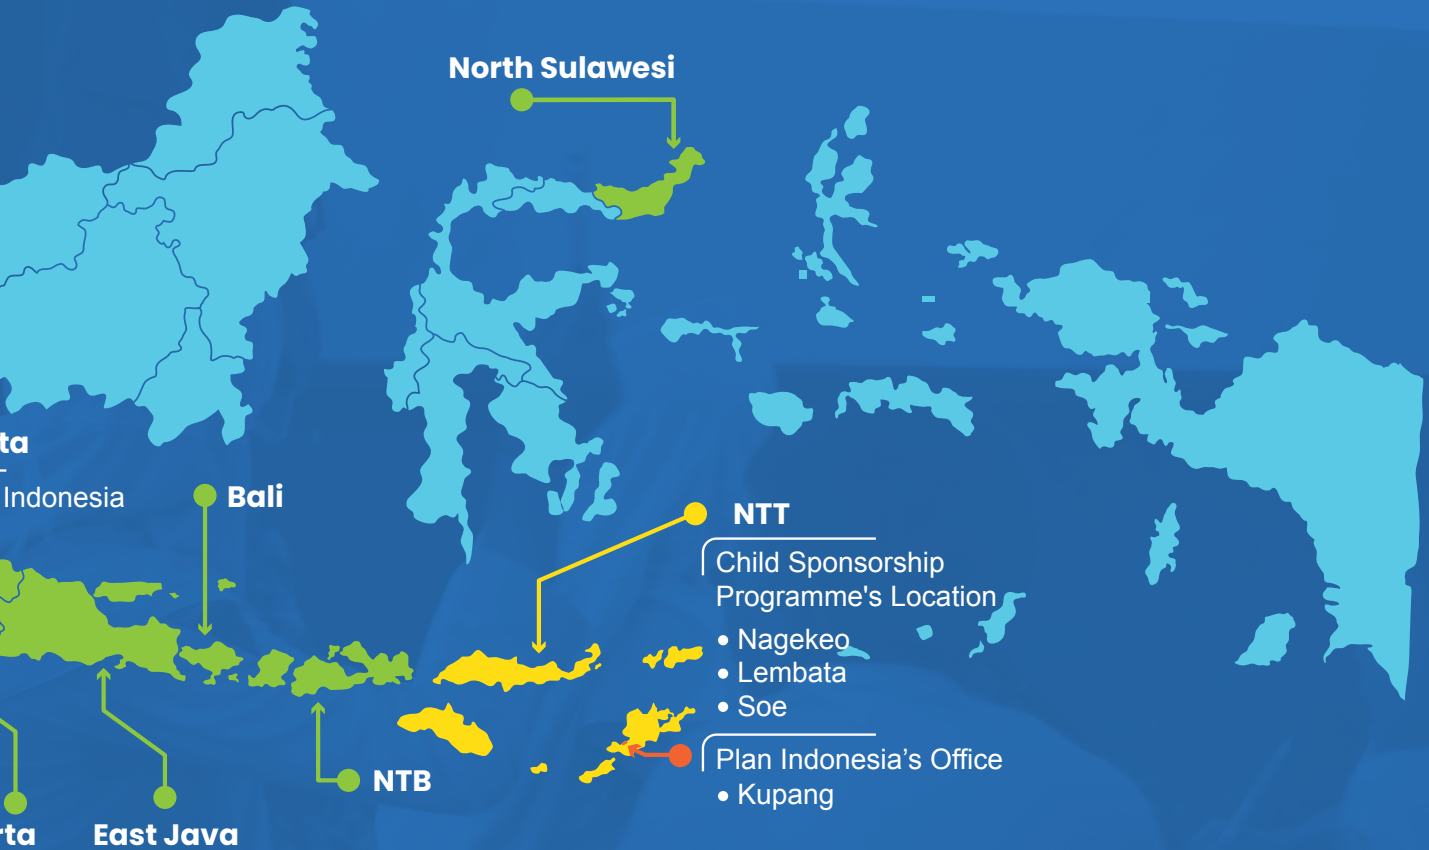 North Sulawesi
ta
Indonesia
Bali
NTT
Child Sponsorship
Programme's Location
• Nagekeo
• Lembata
• Soe
Plan Indonesia’s Office
• Kupang
NTB
rta
East Java